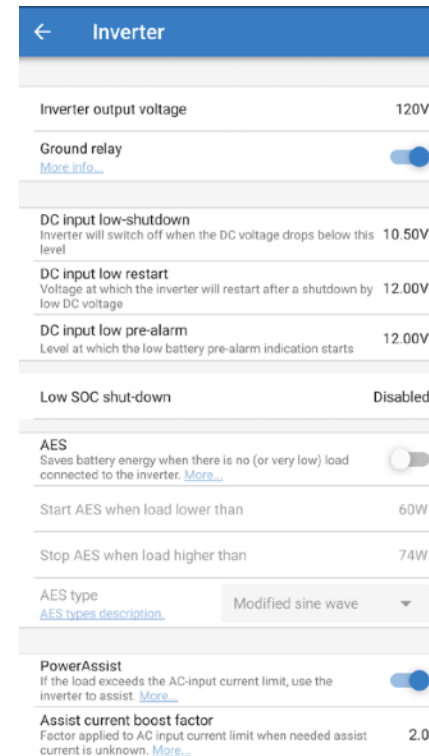 Inverter
Inverter output voltage 120V
Ground relay
More info...
DC input low-shutdown
Inverter will switch off when the DC voltage drops below this 10.50V
level
DC input low restart
Voltage at which the inverter will restart after a shutdown by 12.00V
low DC voltage
DC input low pre-alarm
Level at which the low battery pre-alarm indication starts 12.00V
Low SOC shut-down Disabled
AES
Saves battery energy when there is no (or very low) load
connected to the inverter. More...
Start AES when load lower than 60W
Stop AES when load higher than 74W
AES type
AES types description. Modified sine wave
PowerAssist
If the load exceeds the AC-input current limit, use the
inverter to assist. More...
Assist current boost factor
Factor applied to AC input current limit when needed assist 2.0
current is unknown. More...